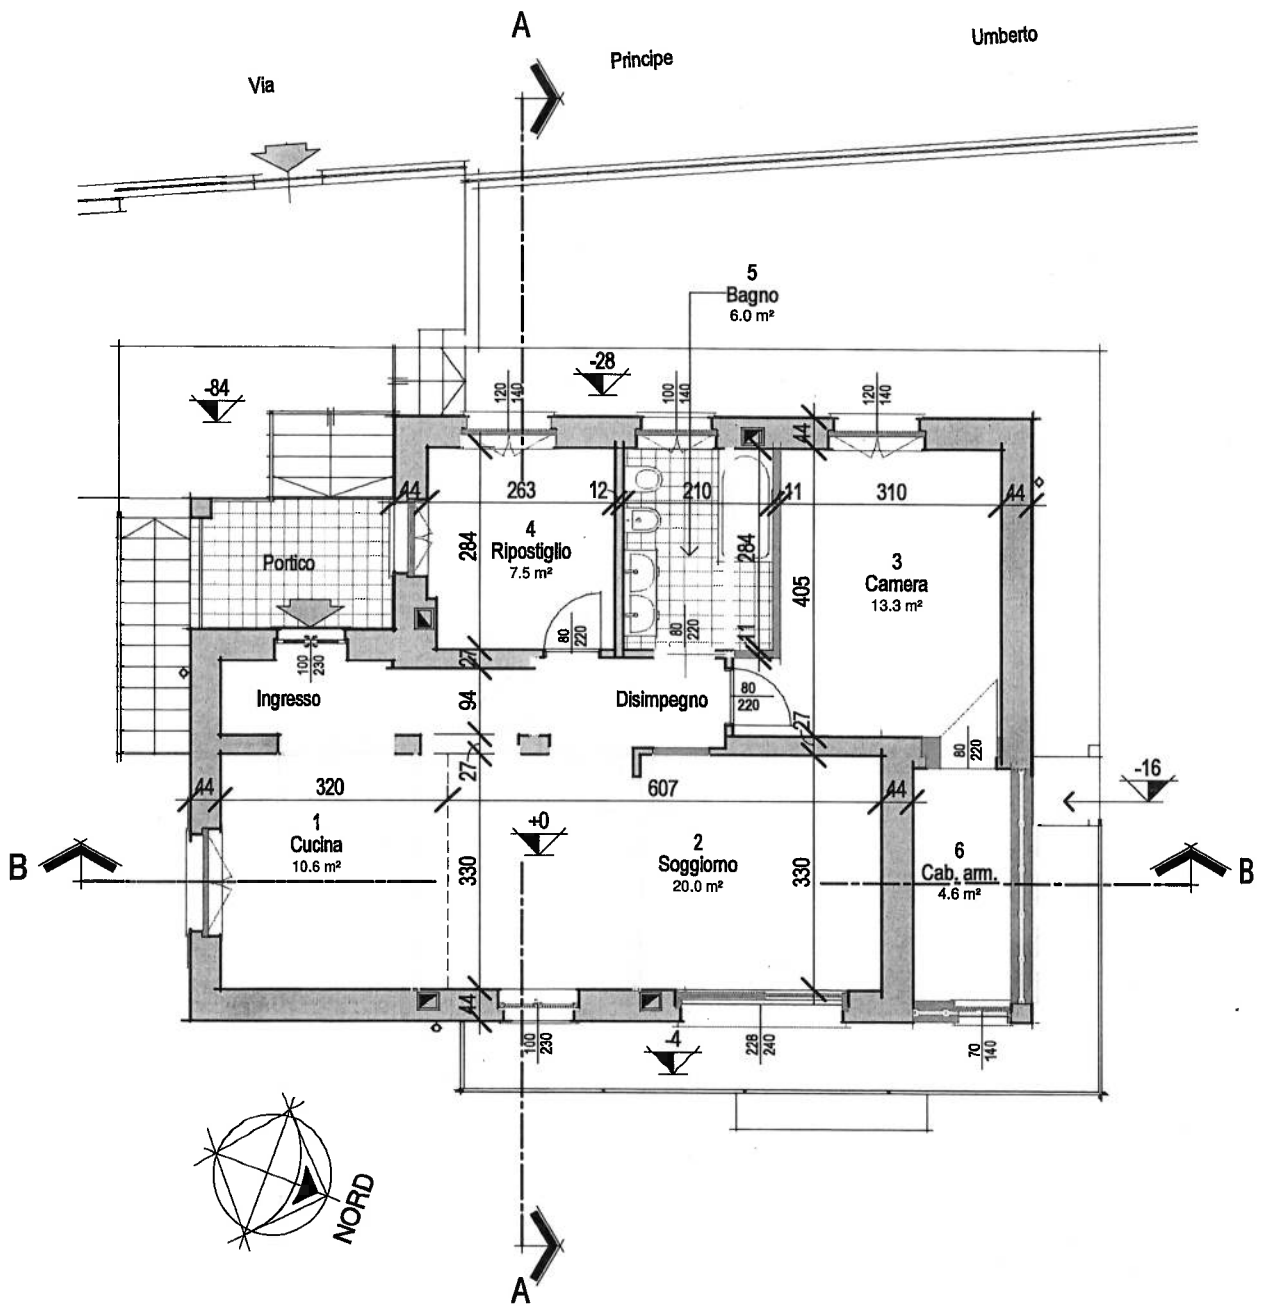 A
Via
Principe
Umberto
5
Bagno
6.0 m²
-84
-28
120
140
100
140
120
140
44
44
263
12
210
11
310
44
284
4
Ripostiglio
7.5 m²
284
405
3
Camera
13.3 m²
Portico
80
220
80
220
11
100
230
27
Ingresso
94
Disimpegno
80
220
27
27
80
220
44
320
607
44
-16
1
Cucina
10.6 m²
+0
2
Soggiorno
20.0 m²
6
Cab. arm.
4.6 m²
B
B
330
330
44
100
230
-4
228
240
70
140
NORD
A